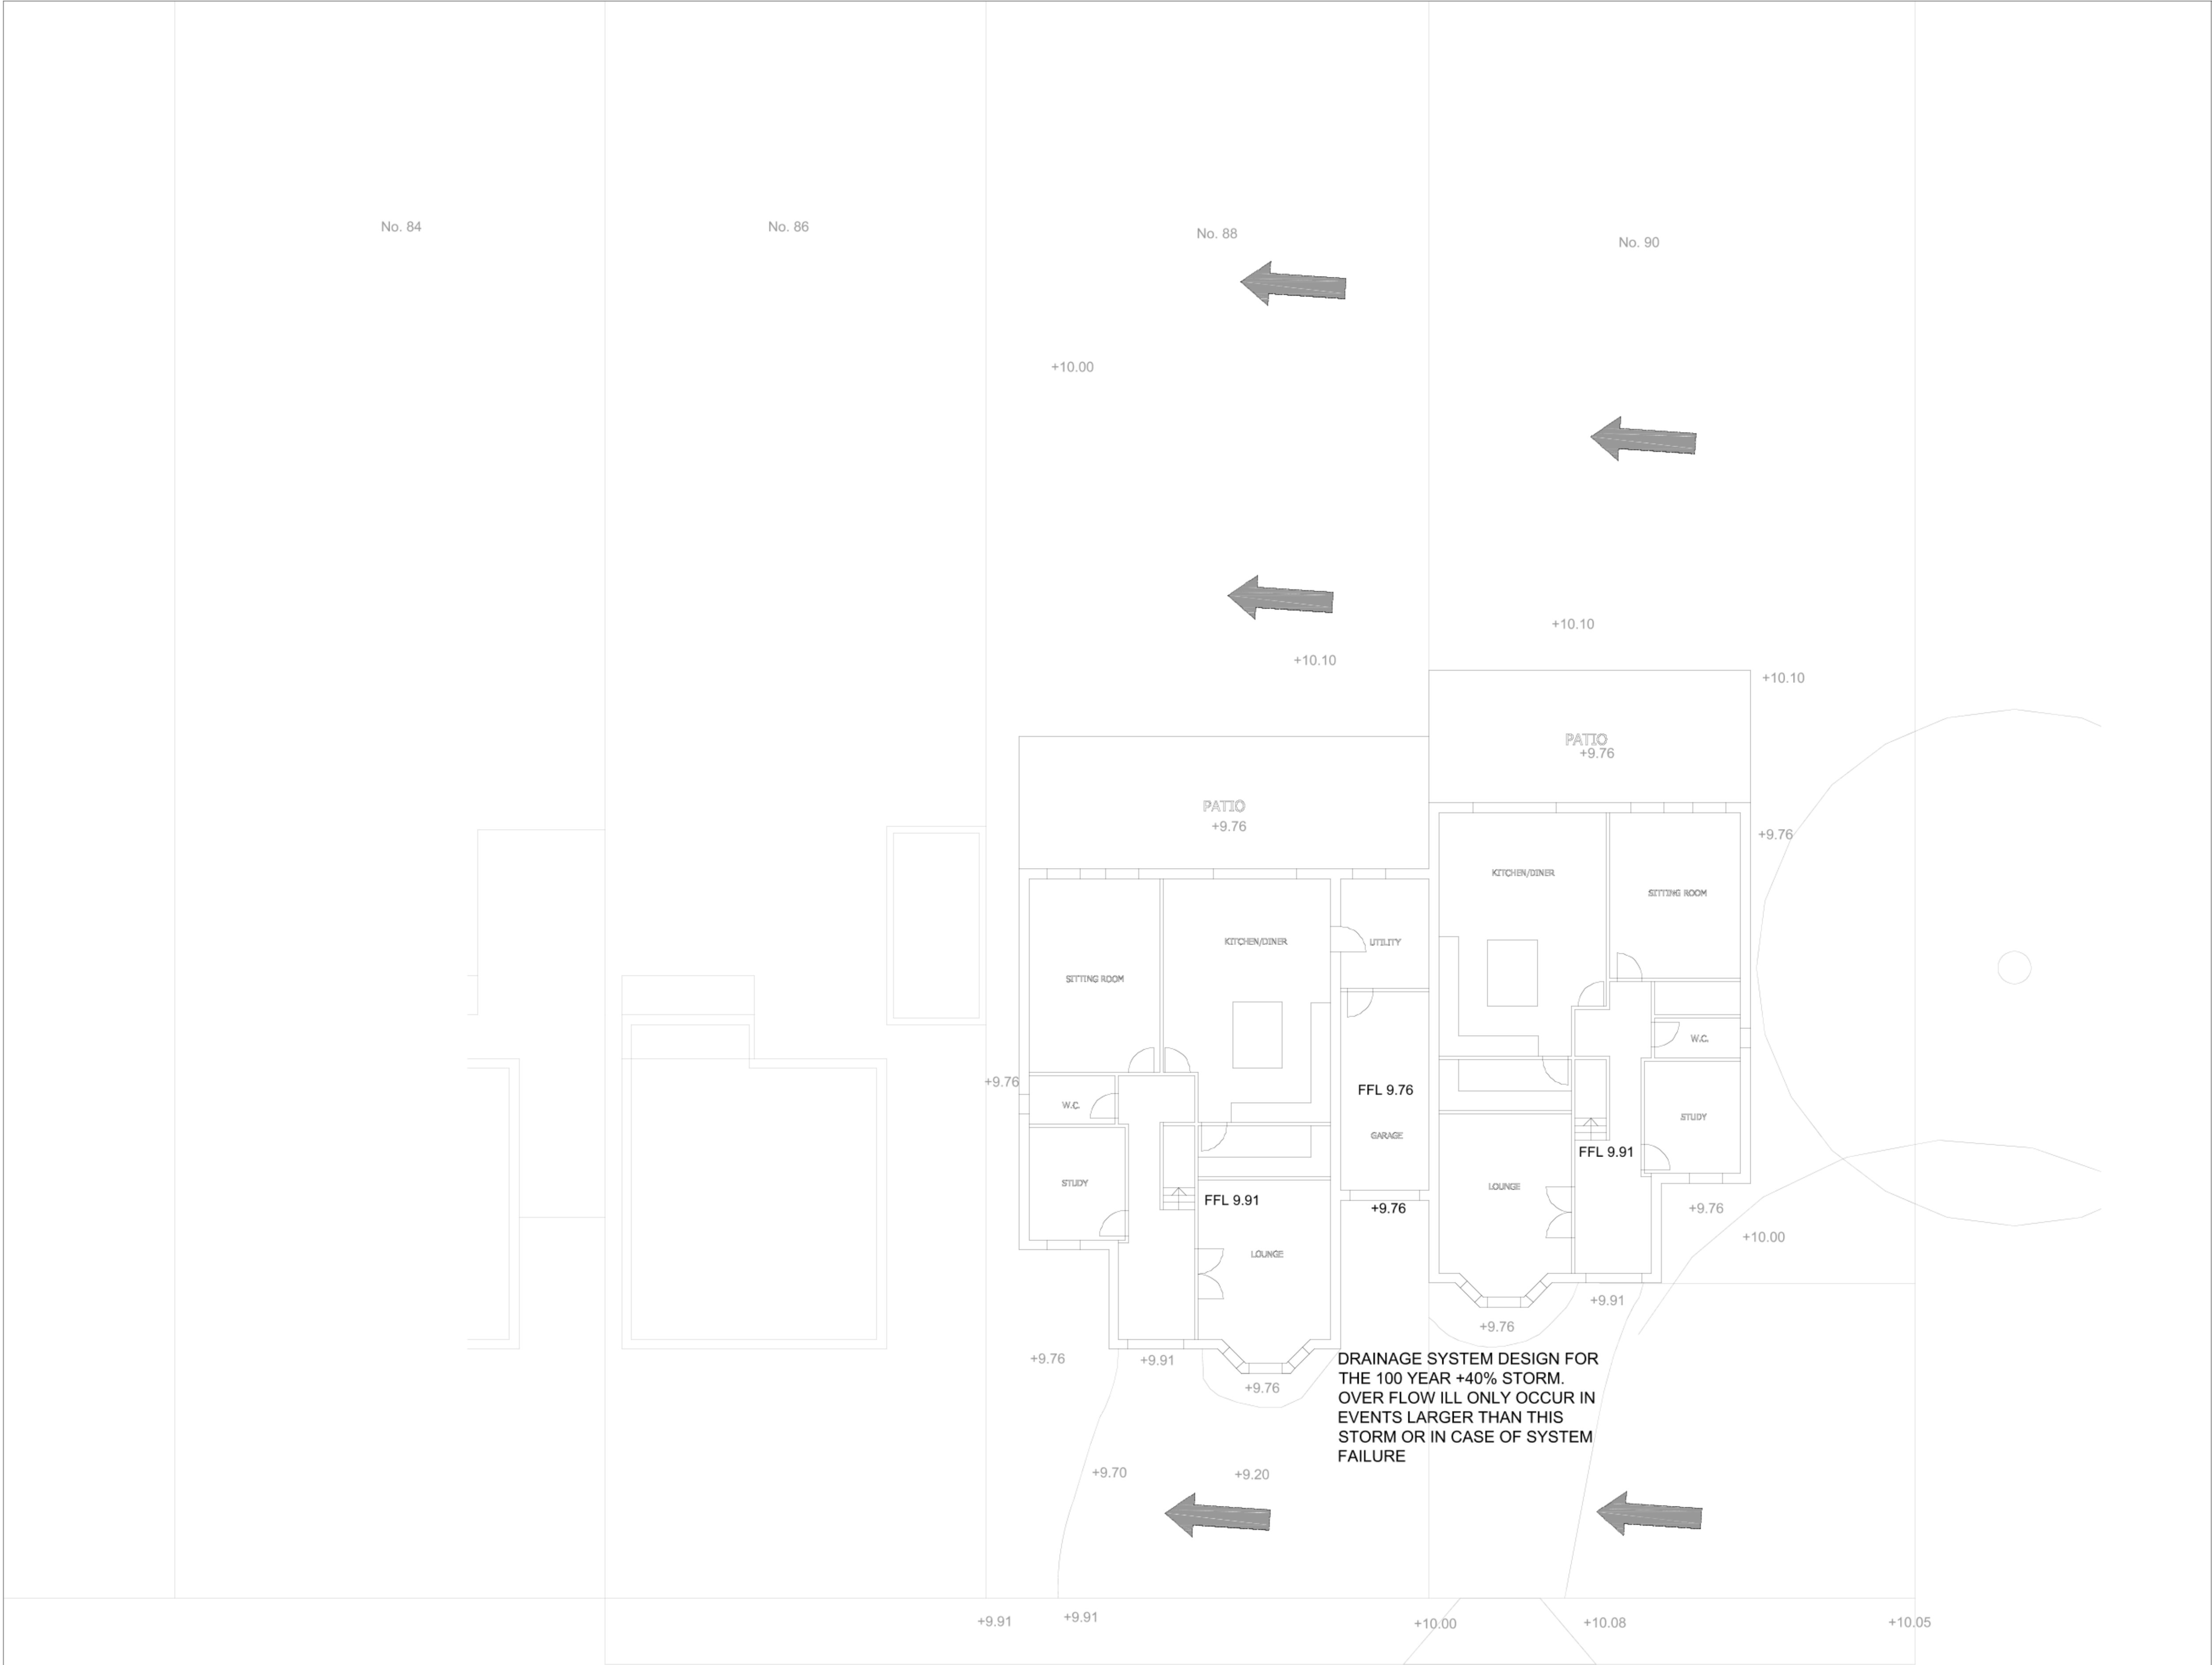 No. 84
No. 86
No. 88
No. 90
+10.00
+10.10
+10.10
+10.10
PATIO
+9.76
PATIO
+9.76
+9.76
KITCHEN/DINER
SITTING ROOM
KITCHEN/DINER
UTILITY
SITTING ROOM
W.C.
+9.76
FFL 9.76
W.C.
STUDY
GARAGE
FFL 9.91
STUDY
LOUNGE
FFL 9.91
+9.76
+9.76
+10.00
LOUNGE
+9.91
+9.76
+9.76
+9.91
+9.76
DRAINAGE SYSTEM DESIGN FOR
THE 100 YEAR +40% STORM.
OVER FLOW ILL ONLY OCCUR IN
EVENTS LARGER THAN THIS
STORM OR IN CASE OF SYSTEM
FAILURE
+9.70
+9.20
+9.91
+9.91
+10.00
+10.08
+10.05